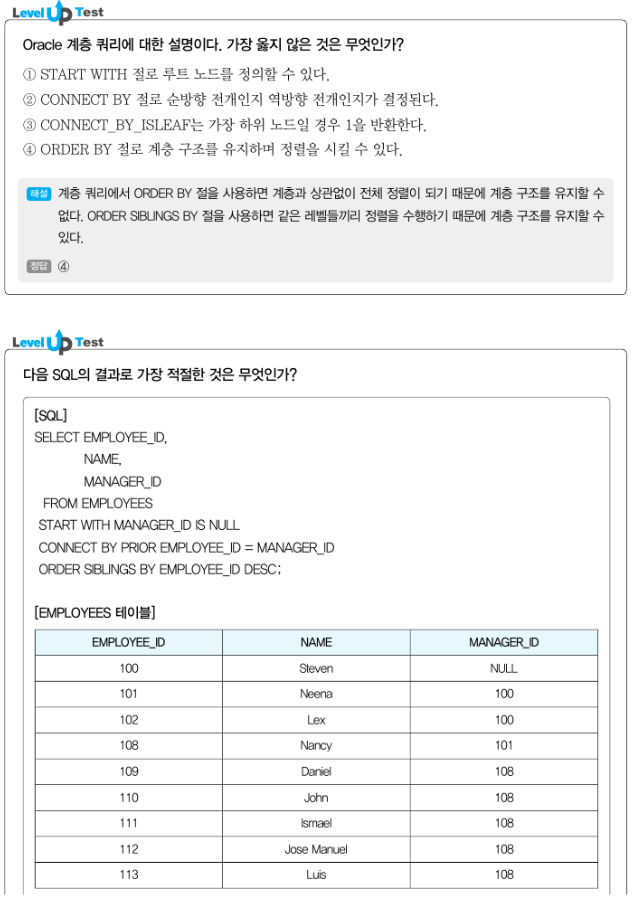 Level Up Test
Oracle 계층 쿼리에 대한 설명이다. 가장 옳지 않은 것은 무엇인가?
① START WITH 절로 루트 노드를 정의할 수 있다.
② CONNECT BY 절로 순방향 전개인지 역방향 전개인지가 결정된다.
③ CONNECT_BY_ISLEAF는 가장 하위 노드일 경우 1을 반환한다.
④ ORDER BY 절로 계층 구조를 유지하며 정렬을 시킬 수 있다.
해설 계층 쿼리에서 ORDER BY 절을 사용하면 계층과 상관없이 전체 정렬이 되기 때문에 계층 구조를 유지할 수
없다. ORDER SIBLINGS BY 절을 사용하면 같은 레벨들끼리 정렬을 수행하기 때문에 계층 구조를 유지할 수
있다.
정답 ④
Level Up Test
다음 SQL의 결과로 가장 적절한 것은 무엇인가?
[SQL]
SELECT EMPLOYEE_ID,
NAME,
MANAGER_ID
FROM EMPLOYEES
START WITH MANAGER_ID IS NULL
CONNECT BY PRIOR EMPLOYEE_ID = MANAGER_ID
ORDER SIBLINGS BY EMPLOYEE_ID DESC;
[EMPLOYEES 테이블]
EMPLOYEE_ID NAME MANAGER_ID
100 Steven NULL
101 Neena 100
102 Lex 100
108 Nancy 101
109 Daniel 108
110 John 108
111 Ismael 108
112 Jose Manuel 108
113 Luis 108